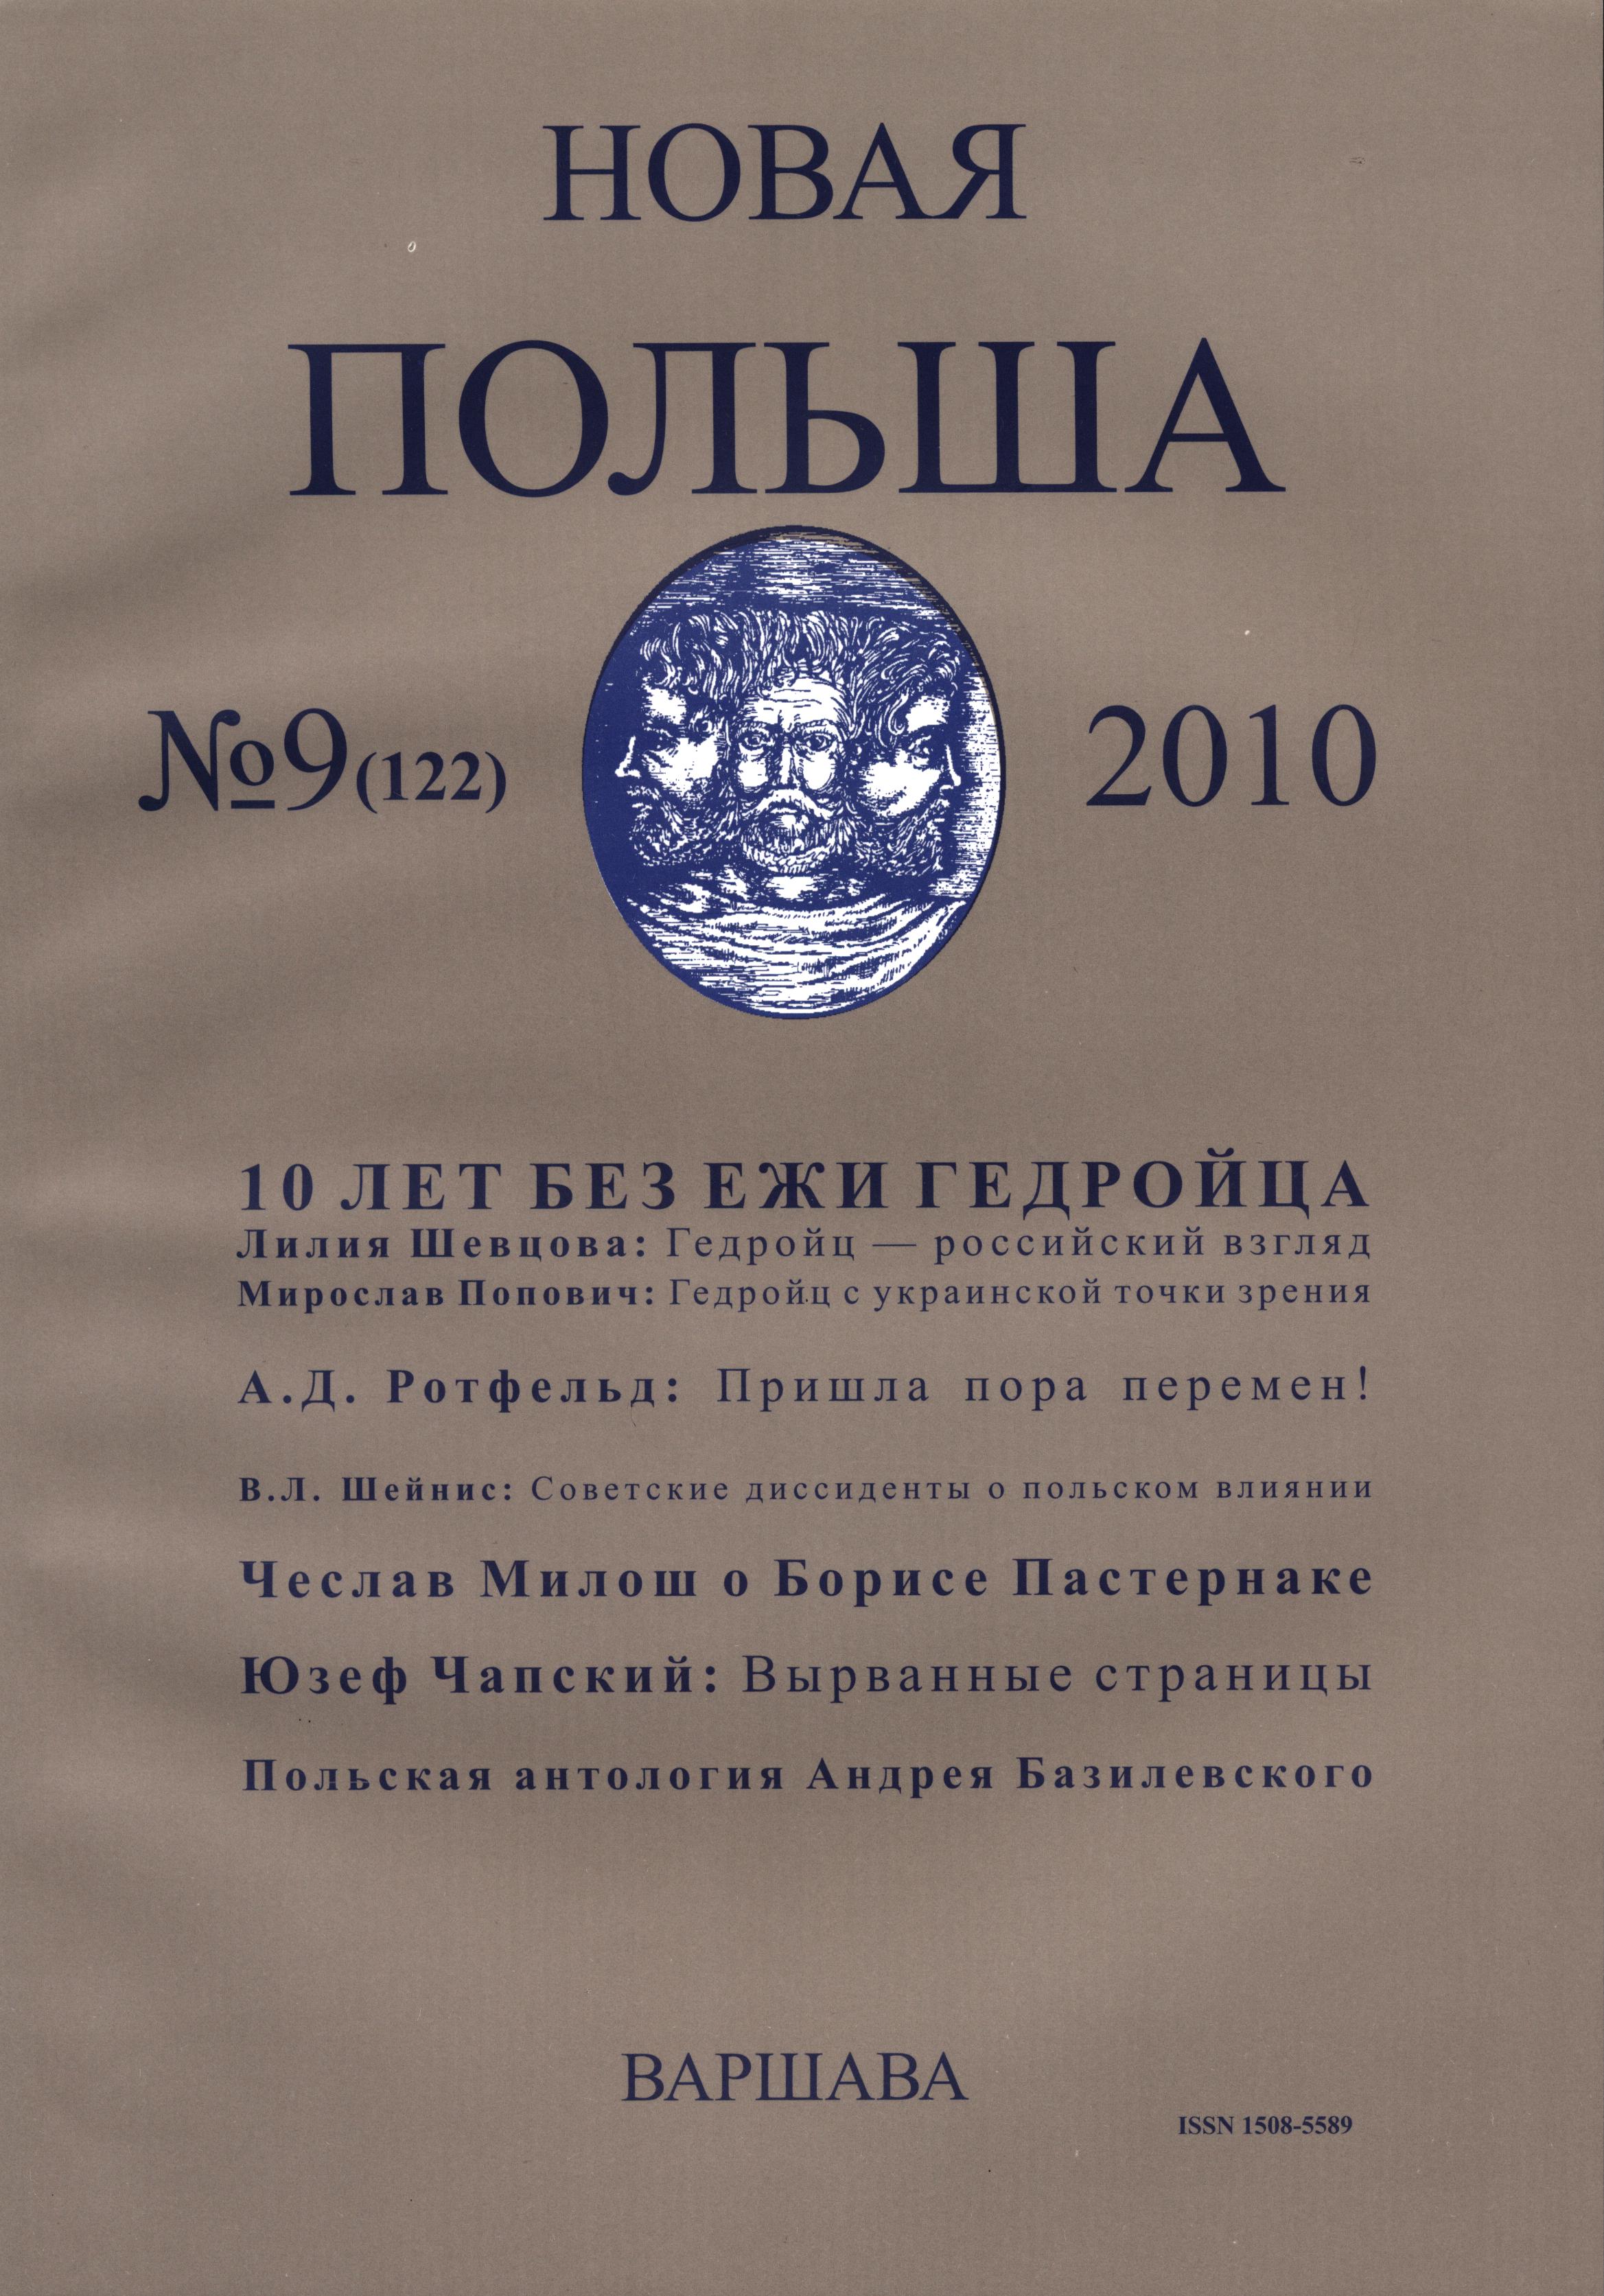 НОВАЯ
ПОЛЬША
№9(122)
2010
10 ЛЕТ БЕЗ ЕЖИ ГЕДРОЙЦА
Лилия Шевцова: Гедройц — российский взгляд
Мирослав Попович: Гедройц с украинской точки зрения
А.Д. Ротфельд: Пришла пора перемен!
В.Л. Шейнис: Советские диссиденты о польском влиянии
Чеслав Милош о Борисе Пастернаке
Юзеф Чапский: Вырванные страницы
Польская антология Андрея Базилевского
ВАРШАВА
ISSN 1508-5589